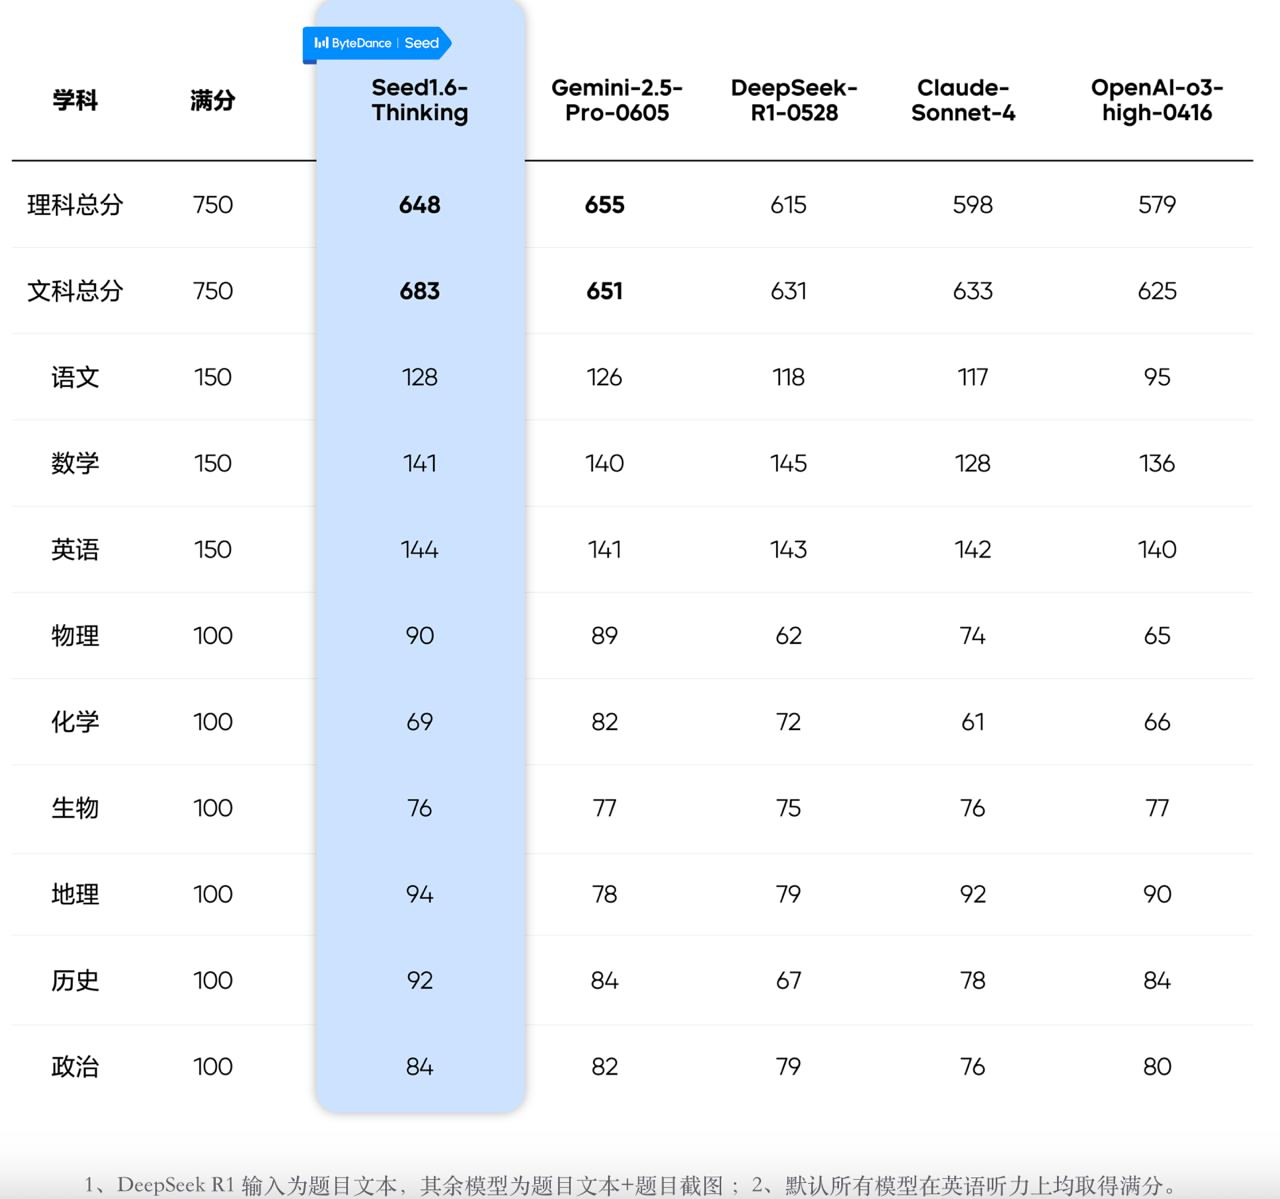 ByteDance | Seed
学科 满分 Seed1.6-Thinking Gemini-2.5-Pro-0605 DeepSeek-R1-0528 Claude-Sonnet-4 OpenAI-o3-high-0416
理科总分 750 648 655 615 598 579
文科总分 750 683 651 631 633 625
语文 150 128 126 118 117 95
数学 150 141 140 145 128 136
英语 150 144 141 143 142 140
物理 100 90 89 62 74 65
化学 100 69 82 72 61 66
生物 100 76 77 75 76 77
地理 100 94 78 79 92 90
历史 100 92 84 67 78 84
政治 100 84 82 79 76 80
1、DeepSeek R1 输入为题目文本，其余模型为题目文本+题目截图；2、默认所有模型在英语听力上均取得满分。